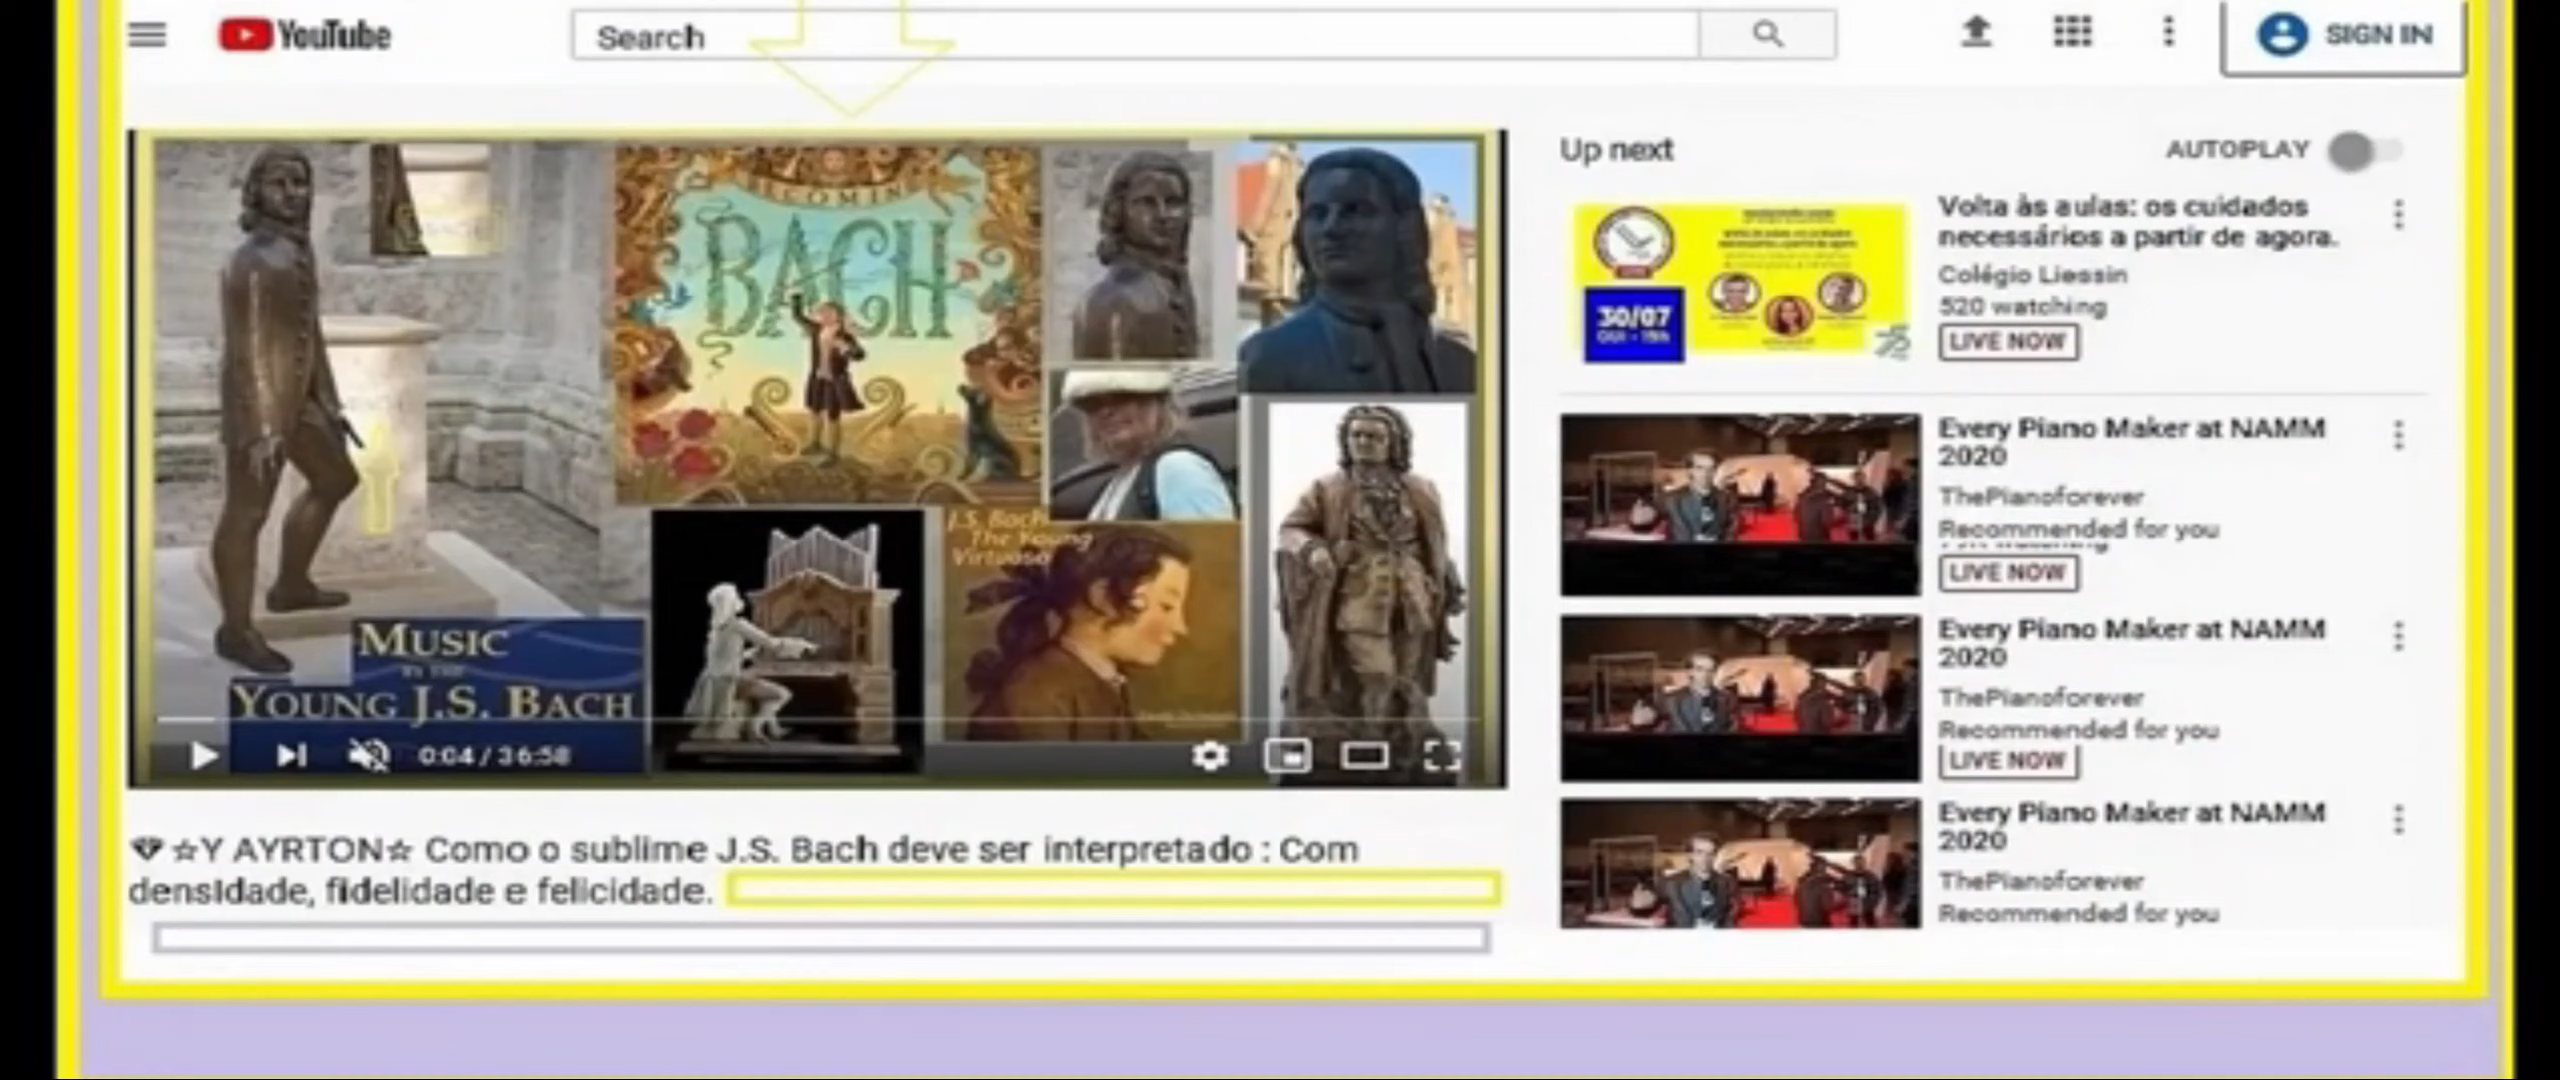 YouTube
Search
SIGN IN
BACH
J.S. Bach
The Young
Virtuoso
MUSIC
YOUNG J.S. BACH
0:04 / 36:58
💎☆Y AYRTON☆ Como o sublime J.S. Bach deve ser interpretado : Com
densidade, fidelidade e felicidade.
Up next
AUTOPLAY
30/07
QUI - 19h
Volta às aulas: os cuidados
necessários a partir de agora.
Colégio Liessin
520 watching
LIVE NOW
Every Piano Maker at NAMM
2020
ThePianoforever
Recommended for you
LIVE NOW
Every Piano Maker at NAMM
2020
ThePianoforever
Recommended for you
LIVE NOW
Every Piano Maker at NAMM
2020
ThePianoforever
Recommended for you